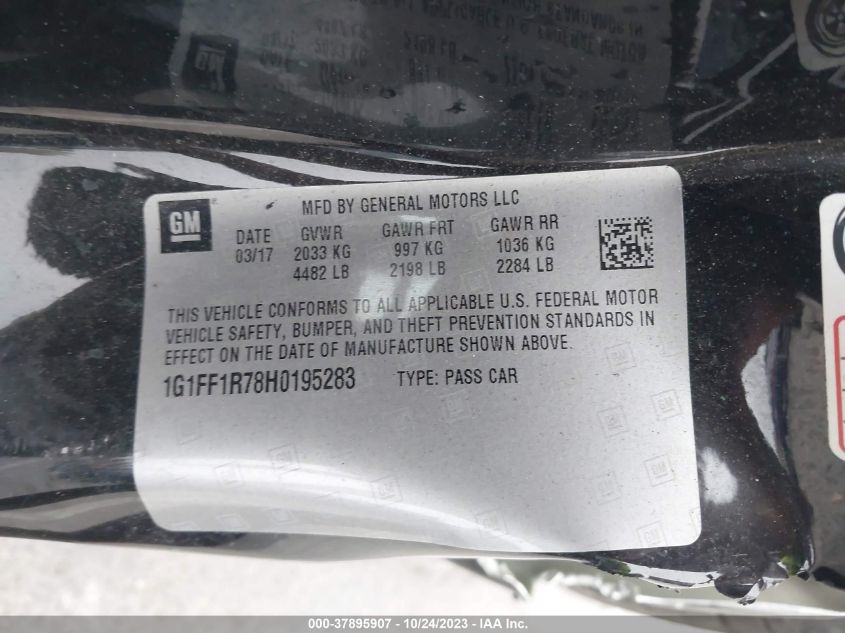 GM
MFD BY GENERAL MOTORS LLC
DATE GVWR GAWR FRT GAWR RR
03/17 2033 KG 997 KG 1036 KG
4482 LB 2198 LB 2284 LB
THIS VEHICLE CONFORMS TO ALL APPLICABLE U.S. FEDERAL MOTOR
VEHICLE SAFETY, BUMPER, AND THEFT PREVENTION STANDARDS IN
EFFECT ON THE DATE OF MANUFACTURE SHOWN ABOVE.
1G1FF1R78H0195283 TYPE: PASS CAR
000-37895907 - 10/24/2023 - IAAI.com